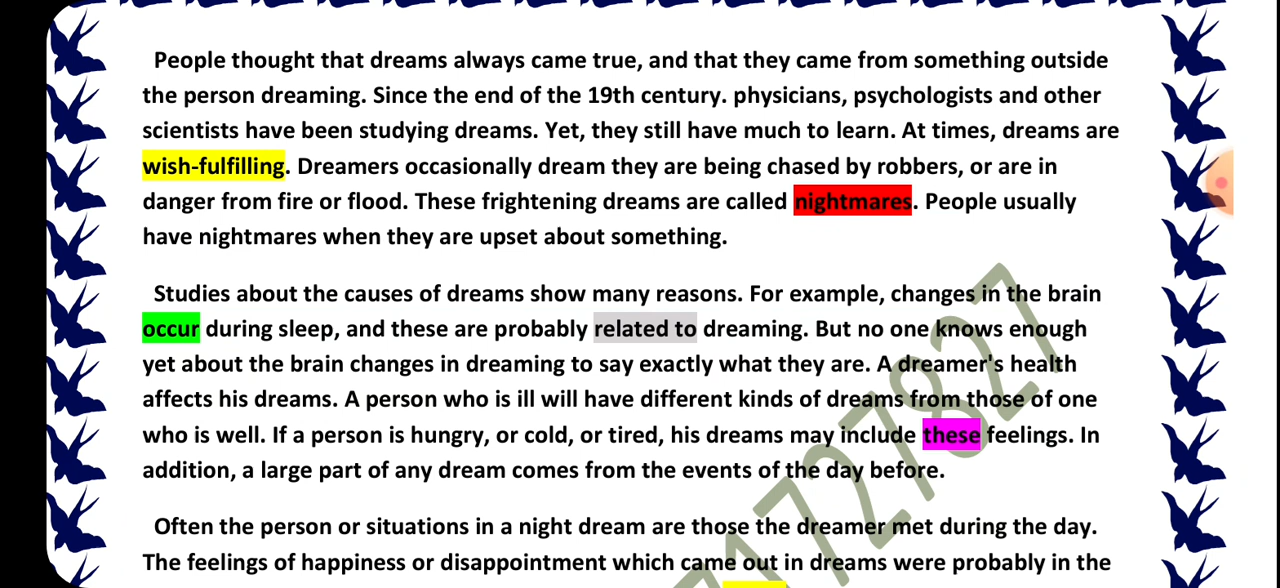 People thought that dreams always came true, and that they came from something outside
the person dreaming. Since the end of the 19th century. physicians, psychologists and other
scientists have been studying dreams. Yet, they still have much to learn. At times, dreams are
wish-fulfilling. Dreamers occasionally dream they are being chased by robbers, or are in
danger from fire or flood. These frightening dreams are called nightmares. People usually
have nightmares when they are upset about something.
Studies about the causes of dreams show many reasons. For example, changes in the brain
occur during sleep, and these are probably related to dreaming. But no one knows enough
yet about the brain changes in dreaming to say exactly what they are. A dreamer's health
affects his dreams. A person who is ill will have different kinds of dreams from those of one
who is well. If a person is hungry, or cold, or tired, his dreams may include these feelings. In
addition, a large part of any dream comes from the events of the day before.
Often the person or situations in a night dream are those the dreamer met during the day.
The feelings of happiness or disappointment which came out in dreams were probably in the